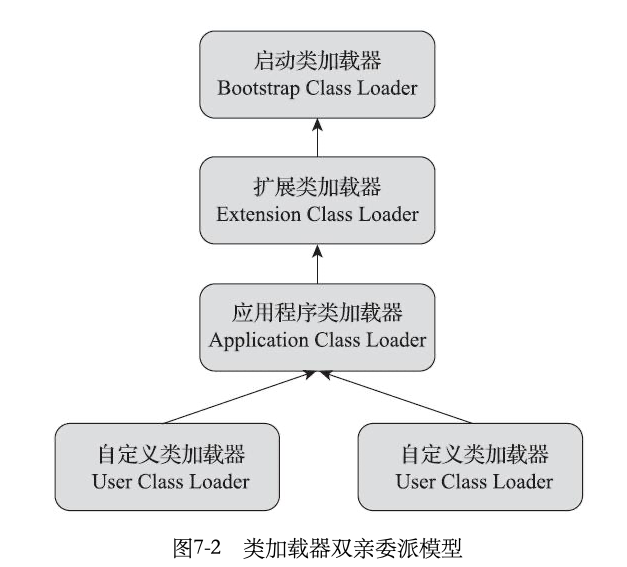 启动类加载器
Bootstrap Class Loader
扩展类加载器
Extension Class Loader
应用程序类加载器
Application Class Loader
自定义类加载器
User Class Loader
自定义类加载器
User Class Loader
图7-2 类加载器双亲委派模型